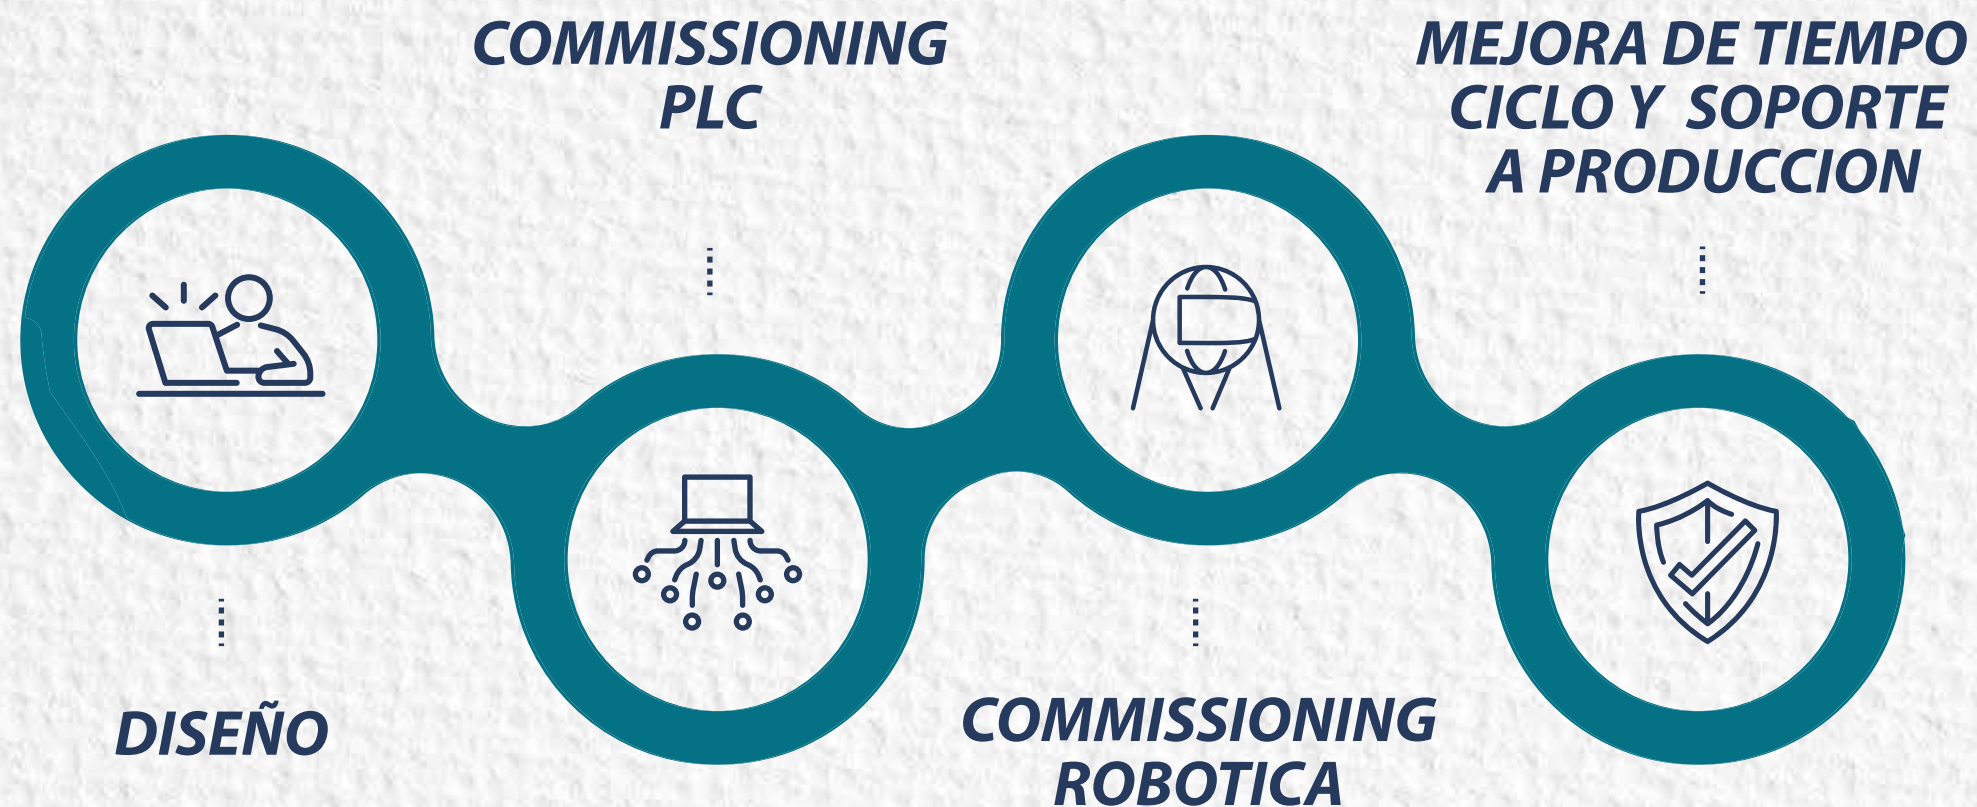 DISEÑO
COMMISSIONING
PLC
COMMISSIONING
ROBOTICA
MEJORA DE TIEMPO
CICLO Y SOPORTE
A PRODUCCION